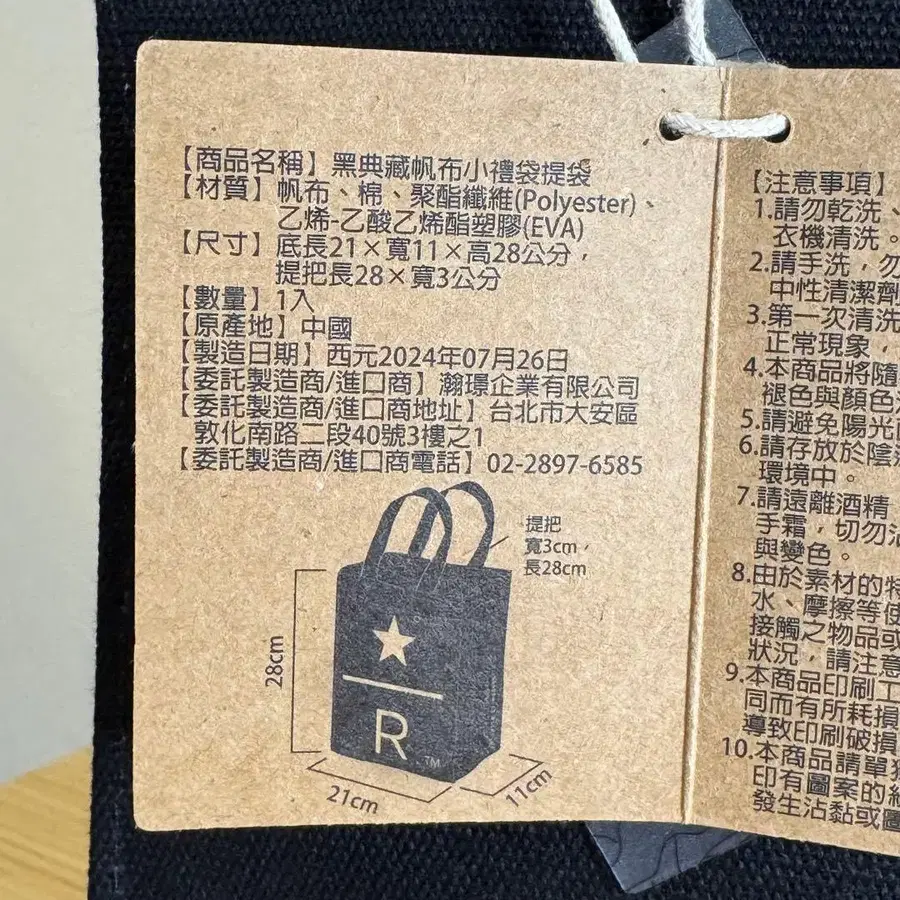 【商品名稱】黑典藏帆布小禮袋提袋
【材質】帆布、棉、聚酯纖維(Polyester)、
乙烯-乙酸乙烯酯塑膠(EVA)
【尺寸】底長21×寬11×高28公分，
提把長28×寬3公分
【數量】1入
【原產地】中國
【製造日期】西元2024年07月26日
【委託製造商/進口商】瀚璟企業有限公司
【委託製造商/進口商地址】台北市大安區
敦化南路二段40號3樓之1
【委託製造商/進口商電話】02-2897-6585
提把
寬3cm，
長28cm
28cm
R
TM
21cm
11cm
【注意事項】
1.請勿乾洗、
衣機清洗。
2.請手洗，勿
中性清潔劑
3.第一次清洗
正常現象，
4.本商品將隨
褪色與顏色
5.請避免陽光
6.請存放於陰
環境中。
7.請遠離酒精
手霜，切勿沾
與變色。
8.由於素材的特
水、摩擦等使
接觸之物品或
狀況，請注意
9.本商品印刷工
同而有所耗損
導致印刷破損
10.本商品請單獨
印有圖案的
發生沾黏或圖